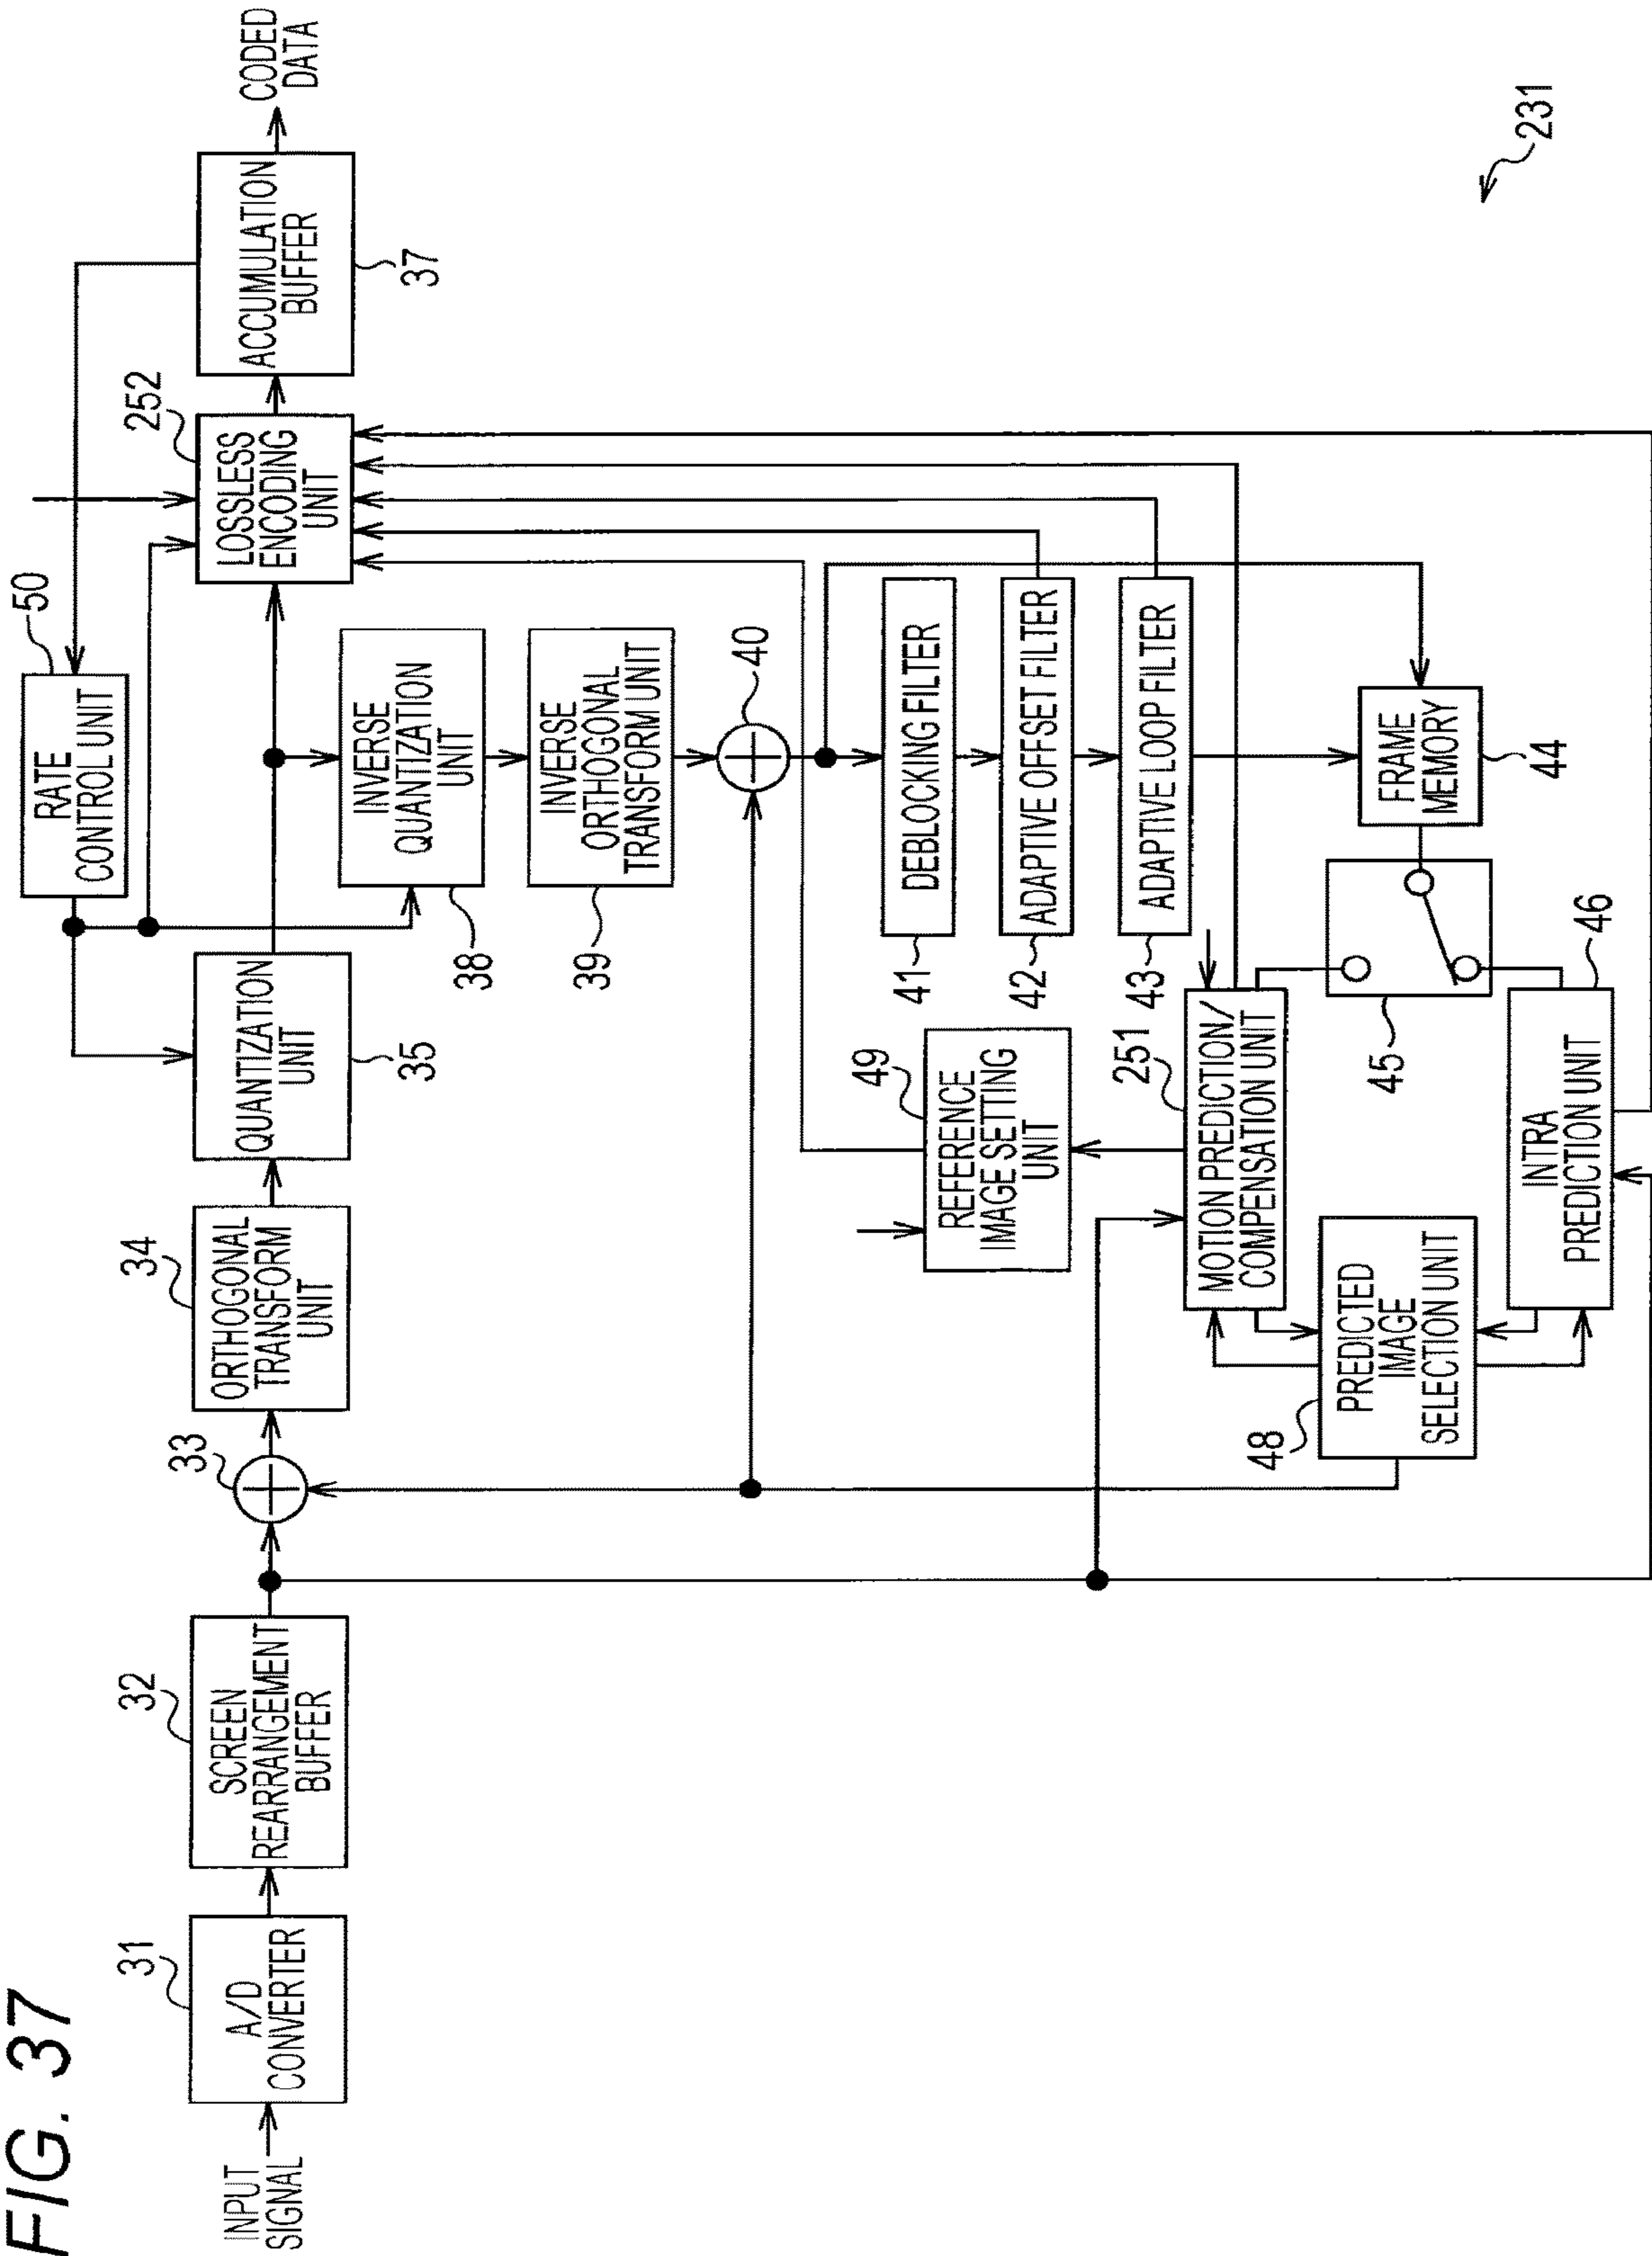 FIG. 37
INPUT
SIGNAL
31
A/D
CONVERTER
32
SCREEN
REARRANGEMENT
BUFFER
33
34
ORTHOGONAL
TRANSFORM
UNIT
35
QUANTIZATION
UNIT
50
RATE
CONTROL UNIT
252
LOSSLESS
ENCODING
UNIT
37
ACCUMULATION
BUFFER
CODED
DATA
38
INVERSE
QUANTIZATION
UNIT
39
INVERSE
ORTHOGONAL
TRANSFORM UNIT
40
41
DEBLOCKING FILTER
42
ADAPTIVE OFFSET FILTER
43
ADAPTIVE LOOP FILTER
44
FRAME
MEMORY
45
49
REFERENCE
IMAGE SETTING
UNIT
251
MOTION PREDICTION/
COMPENSATION UNIT
48
PREDICTED
IMAGE
SELECTION UNIT
46
INTRA
PREDICTION UNIT
231